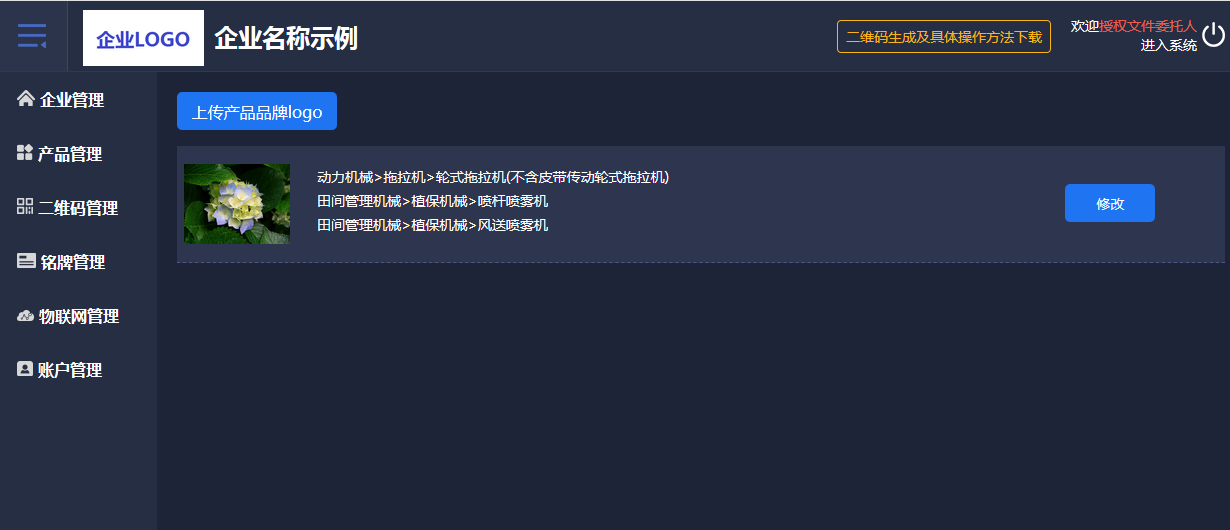 企业LOGO
企业名称示例
二维码生成及具体操作方法下载
欢迎授权文件委托人
进入系统
企业管理
产品管理
二维码管理
铭牌管理
物联网管理
账户管理
上传产品品牌logo
动力机械>拖拉机>轮式拖拉机(不含皮带传动轮式拖拉机)
田间管理机械>植保机械>喷杆喷雾机
田间管理机械>植保机械>风送喷雾机
修改